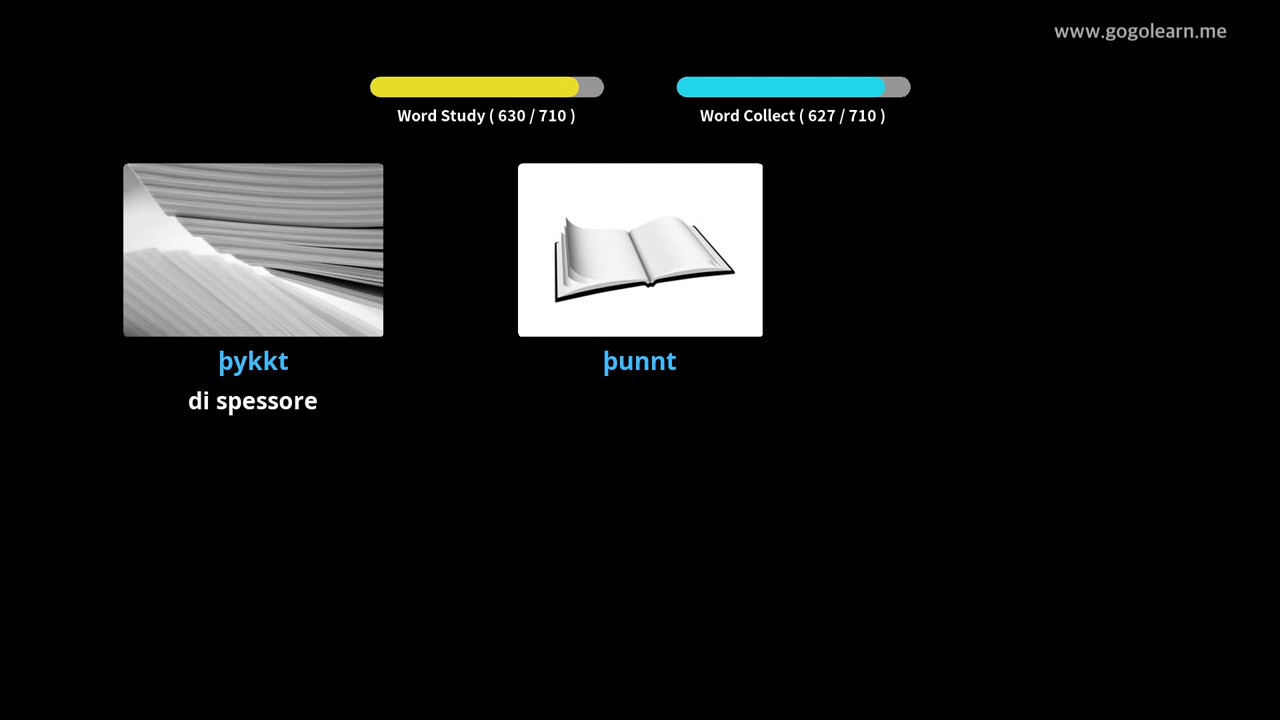 www.gogolearn.me
Word Study ( 630 / 710 )
Word Collect ( 627 / 710 )
þykkt
þunnt
di spessore